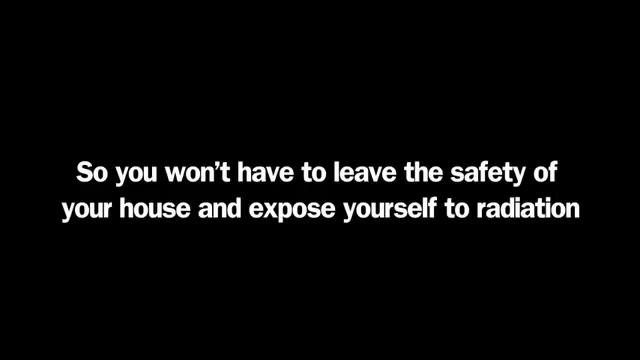 So you won’t have to leave the safety of
your house and expose yourself to radiation